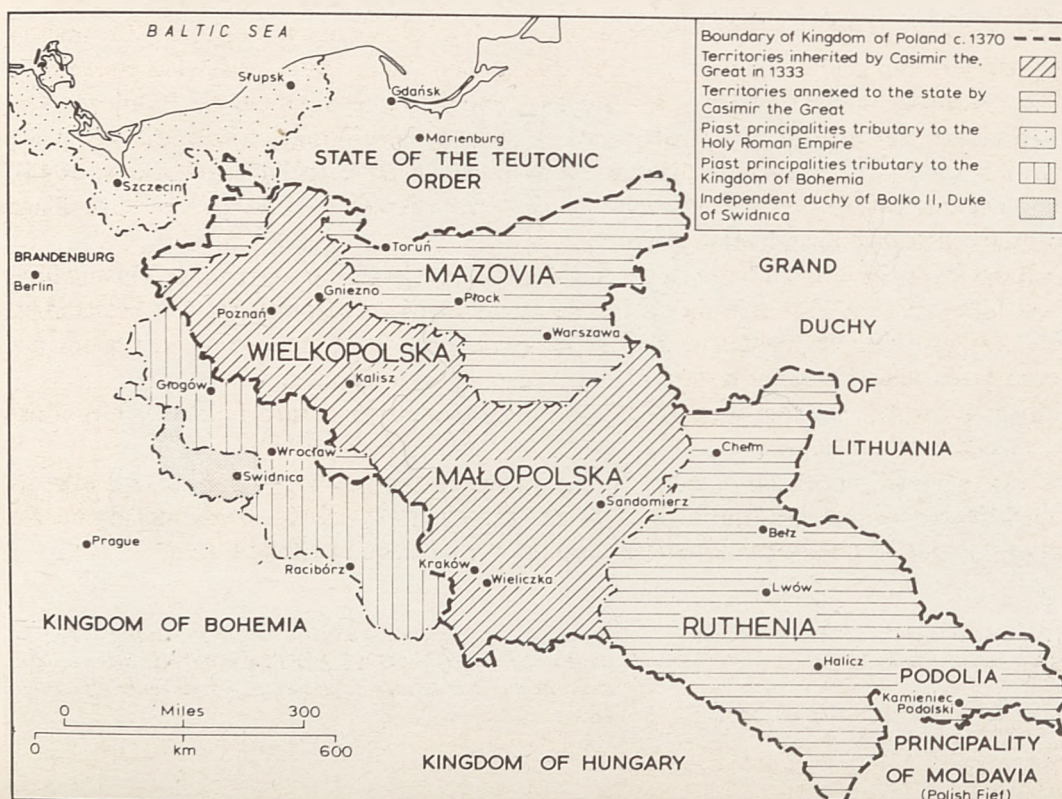 BALTIC SEA
Boundary of Kingdom of Poland c. 1370
Territories inherited by Casimir the
Great in 1333
Territories annexed to the state by
Casimir the Great
Piast principalities tributary to the
Holy Roman Empire
Piast principalities tributary to the
Kingdom of Bohemia
Independent duchy of Bolko II, Duke
of Swidnica
Słupsk
Gdańsk
Marienburg
STATE OF THE TEUTONIC
ORDER
Szczecin
BRANDENBURG
Berlin
Toruń
MAZOVIA
GRAND
DUCHY
OF
LITHUANIA
Gniezno
Płock
Poznań
Warszawa
WIELKOPOLSKA
Kalisz
Głogów
Wrocław
Swidnica
MAŁOPOLSKA
Chełm
Sandomierz
Prague
Racibórz
Kraków
Wieliczka
Bełz
Lwów
KINGDOM OF BOHEMIA
RUTHENIA
Halicz
PODOLIA
Kamieniec
Podolski
0 Miles 300
0 km 600
KINGDOM OF HUNGARY
PRINCIPALITY
OF MOLDAVIA
(Polish Fief)